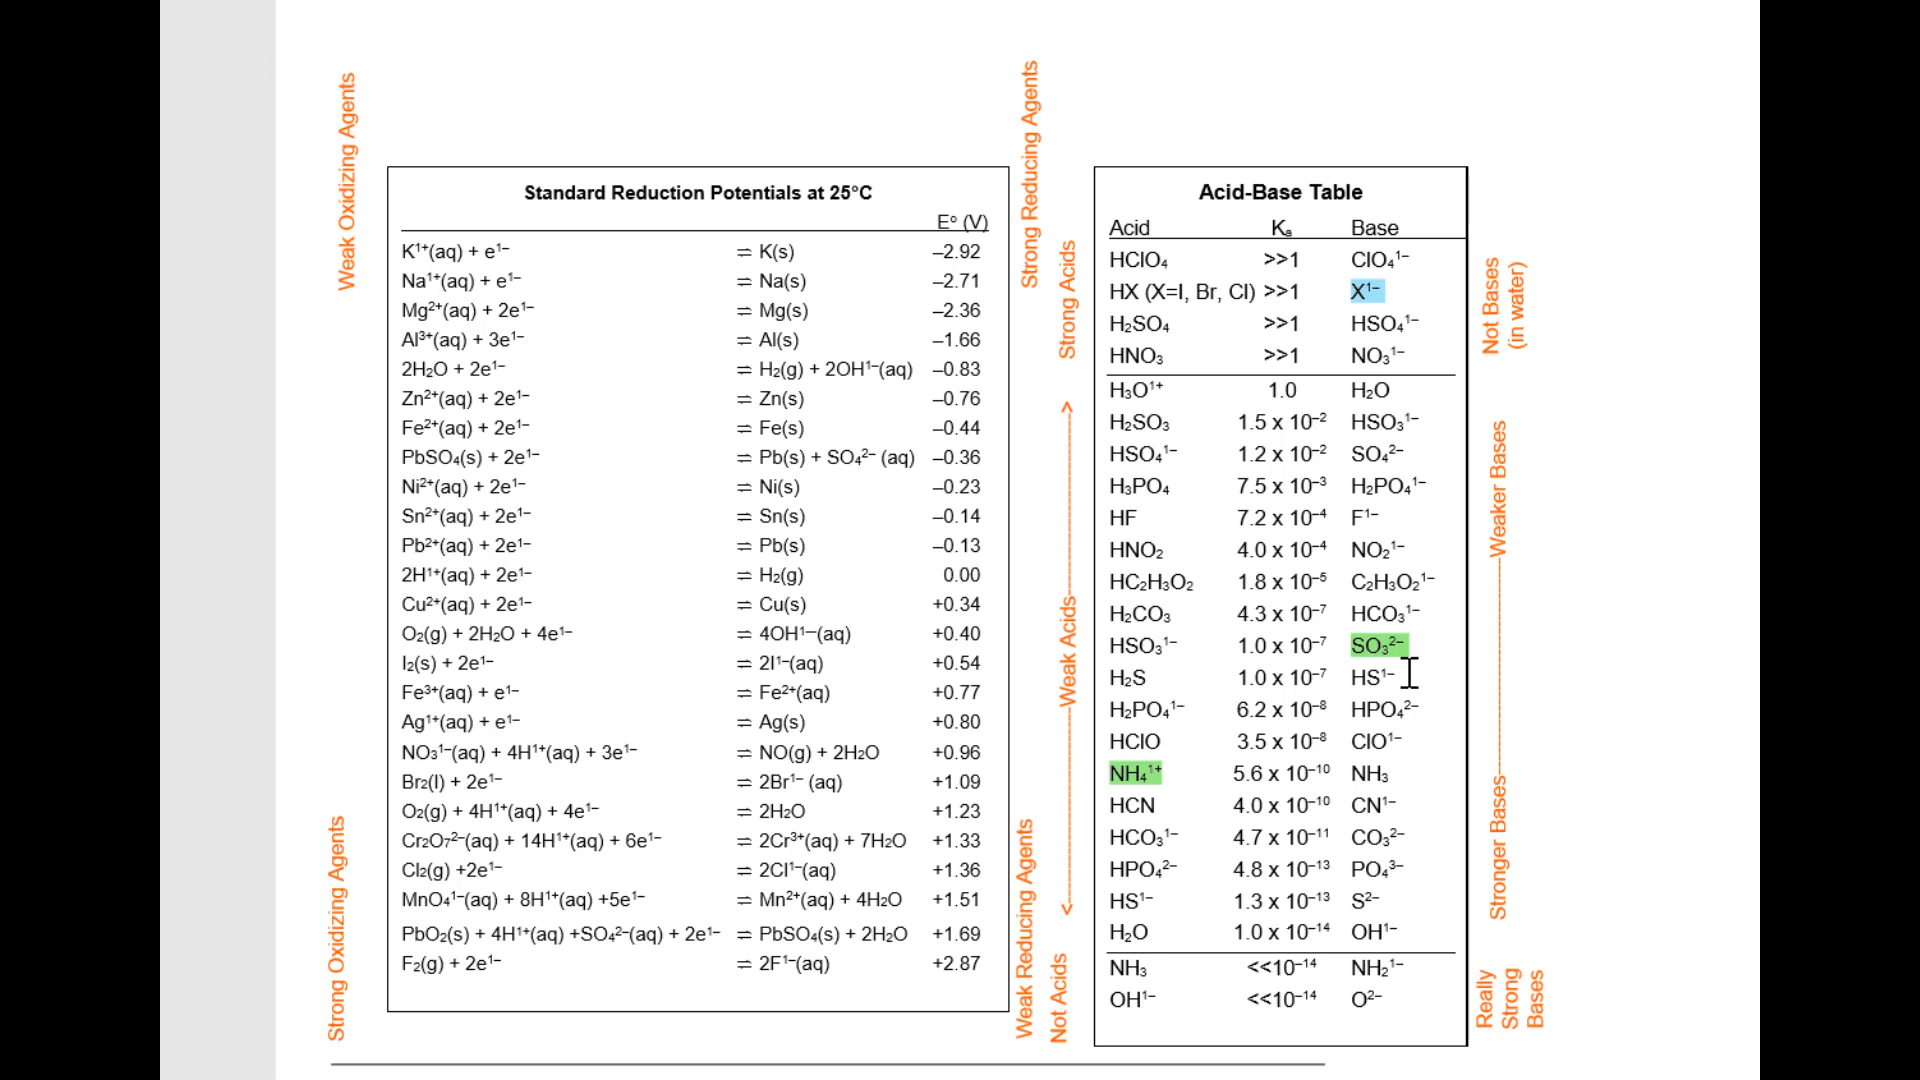 Weak Oxidizing Agents
Strong Oxidizing Agents
Standard Reduction Potentials at 25°C
E° (V)
K¹⁺(aq) + e¹⁻ ⇌ K(s) –2.92
Na¹⁺(aq) + e¹⁻ ⇌ Na(s) –2.71
Mg²⁺(aq) + 2e¹⁻ ⇌ Mg(s) –2.36
Al³⁺(aq) + 3e¹⁻ ⇌ Al(s) –1.66
2H₂O + 2e¹⁻ ⇌ H₂(g) + 2OH¹⁻(aq) –0.83
Zn²⁺(aq) + 2e¹⁻ ⇌ Zn(s) –0.76
Fe²⁺(aq) + 2e¹⁻ ⇌ Fe(s) –0.44
PbSO₄(s) + 2e¹⁻ ⇌ Pb(s) + SO₄²⁻ (aq) –0.36
Ni²⁺(aq) + 2e¹⁻ ⇌ Ni(s) –0.23
Sn²⁺(aq) + 2e¹⁻ ⇌ Sn(s) –0.14
Pb²⁺(aq) + 2e¹⁻ ⇌ Pb(s) –0.13
2H¹⁺(aq) + 2e¹⁻ ⇌ H₂(g) 0.00
Cu²⁺(aq) + 2e¹⁻ ⇌ Cu(s) +0.34
O₂(g) + 2H₂O + 4e¹⁻ ⇌ 4OH¹⁻(aq) +0.40
I₂(s) + 2e¹⁻ ⇌ 2I¹⁻(aq) +0.54
Fe³⁺(aq) + e¹⁻ ⇌ Fe²⁺(aq) +0.77
Ag¹⁺(aq) + e¹⁻ ⇌ Ag(s) +0.80
NO₃¹⁻(aq) + 4H¹⁺(aq) + 3e¹⁻ ⇌ NO(g) + 2H₂O +0.96
Br₂(l) + 2e¹⁻ ⇌ 2Br¹⁻ (aq) +1.09
O₂(g) + 4H¹⁺(aq) + 4e¹⁻ ⇌ 2H₂O +1.23
Cr₂O₇²⁻(aq) + 14H¹⁺(aq) + 6e¹⁻ ⇌ 2Cr³⁺(aq) + 7H₂O +1.33
Cl₂(g) +2e¹⁻ ⇌ 2Cl¹⁻(aq) +1.36
MnO₄¹⁻(aq) + 8H¹⁺(aq) +5e¹⁻ ⇌ Mn²⁺(aq) + 4H₂O +1.51
PbO₂(s) + 4H¹⁺(aq) +SO₄²⁻(aq) + 2e¹⁻ ⇌ PbSO₄(s) + 2H₂O +1.69
F₂(g) + 2e¹⁻ ⇌ 2F¹⁻(aq) +2.87
Strong Reducing Agents
Weak Reducing Agents
Strong Acids
Weak Acids
Not Acids
Acid-Base Table
Acid Kₐ Base
HClO₄ >>1 ClO₄¹⁻
HX (X=I, Br, Cl) >>1 X¹⁻
H₂SO₄ >>1 HSO₄¹⁻
HNO₃ >>1 NO₃¹⁻
H₃O¹⁺ 1.0 H₂O
H₂SO₃ 1.5 x 10⁻² HSO₃¹⁻
HSO₄¹⁻ 1.2 x 10⁻² SO₄²⁻
H₃PO₄ 7.5 x 10⁻³ H₂PO₄¹⁻
HF 7.2 x 10⁻⁴ F¹⁻
HNO₂ 4.0 x 10⁻⁴ NO₂¹⁻
HC₂H₃O₂ 1.8 x 10⁻⁵ C₂H₃O₂¹⁻
H₂CO₃ 4.3 x 10⁻⁷ HCO₃¹⁻
HSO₃¹⁻ 1.0 x 10⁻⁷ SO₃²⁻
H₂S 1.0 x 10⁻⁷ HS¹⁻
H₂PO₄¹⁻ 6.2 x 10⁻⁸ HPO₄²⁻
HClO 3.5 x 10⁻⁸ ClO¹⁻
NH₄¹⁺ 5.6 x 10⁻¹⁰ NH₃
HCN 4.0 x 10⁻¹⁰ CN¹⁻
HCO₃¹⁻ 4.7 x 10⁻¹¹ CO₃²⁻
HPO₄²⁻ 4.8 x 10⁻¹³ PO₄³⁻
HS¹⁻ 1.3 x 10⁻¹³ S²⁻
H₂O 1.0 x 10⁻¹⁴ OH¹⁻
NH₃ <<10⁻¹⁴ NH₂¹⁻
OH¹⁻ <<10⁻¹⁴ O²⁻
Not Bases
(in water)
Weaker Bases
Stronger Bases
Really
Strong
Bases